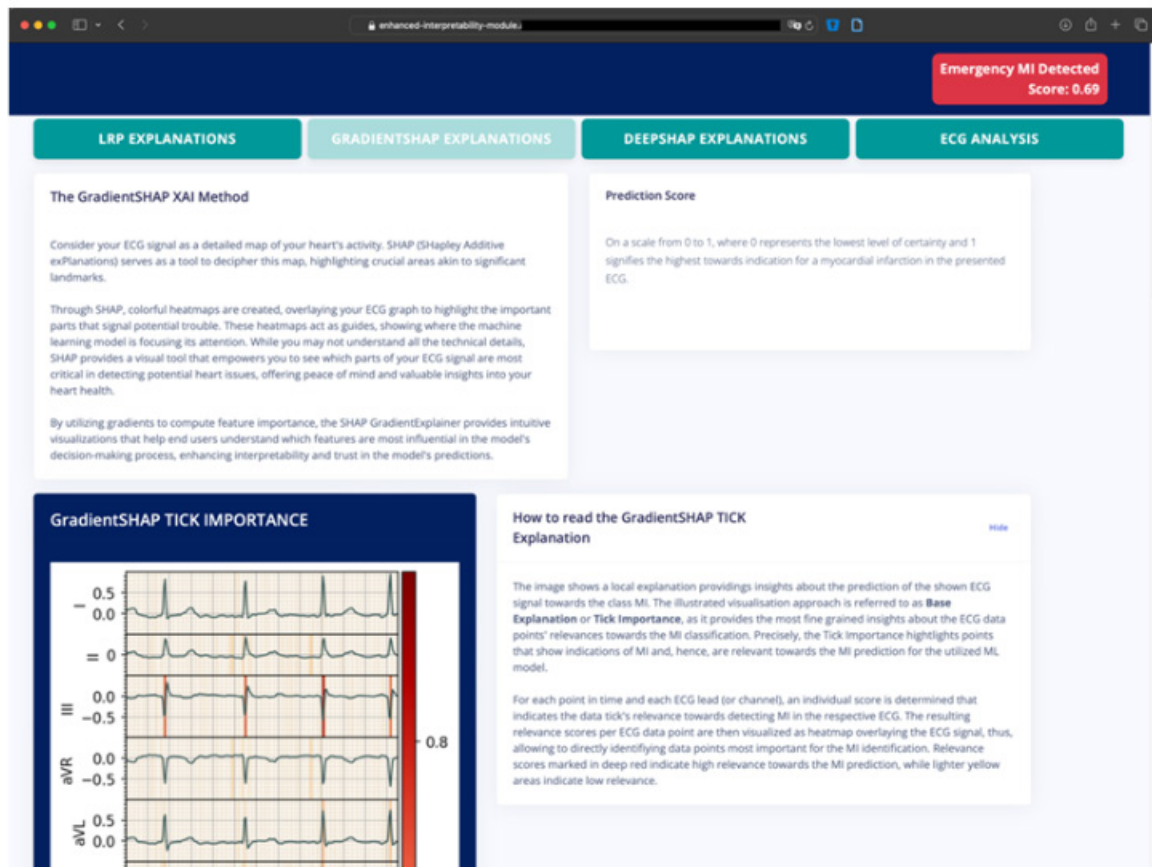 enhanced-interpretability-module.
Emergency MI Detected
Score: 0.69
LRP EXPLANATIONS
GRADIENTSHAP EXPLANATIONS
DEEPSHAP EXPLANATIONS
ECG ANALYSIS
The GradientSHAP XAI Method
Consider your ECG signal as a detailed map of your heart's activity. SHAP (SHapley Additive
exPlanations) serves as a tool to decipher this map, highlighting crucial areas akin to significant
landmarks.
Through SHAP, colorful heatmaps are created, overlaying your ECG graph to highlight the important
parts that signal potential trouble. These heatmaps act as guides, showing where the machine
learning model is focusing its attention. While you may not understand all the technical details,
SHAP provides a visual tool that empowers you to see which parts of your ECG signal are most
critical in detecting potential heart issues, offering peace of mind and valuable insights into your
heart health.
By utilizing gradients to compute feature importance, the SHAP GradientExplainer provides intuitive
visualizations that help end users understand which features are most influential in the model's
decision-making process, enhancing interpretability and trust in the model's predictions.
Prediction Score
On a scale from 0 to 1, where 0 represents the lowest level of certainty and 1
signifies the highest towards indication for a myocardial infarction in the presented
ECG.
GradientSHAP TICK IMPORTANCE
I
0.5
0.0
II
0
III
0.0
−0.5
aVR
0.0
−0.5
aVL
0.5
0.0
0.8
How to read the GradientSHAP TICK
Explanation
Hide
The image shows a local explanation providings insights about the prediction of the shown ECG
signal towards the class MI. The illustrated visualisation approach is referred to as Base
Explanation or Tick Importance, as it provides the most fine grained insights about the ECG data
points' relevances towards the MI classification. Precisely, the Tick Importance hightlights points
that show indications of MI and, hence, are relevant towards the MI prediction for the utilized ML
model.
For each point in time and each ECG lead (or channel), an individual score is determined that
indicates the data tick's relevance towards detecting MI in the respective ECG. The resulting
relevance scores per ECG data point are then visualized as heatmap overlaying the ECG signal, thus,
allowing to directly identifiying data points most important for the MI identification. Relevance
scores marked in deep red indicate high relevance towards the MI prediction, while lighter yellow
areas indicate low relevance.